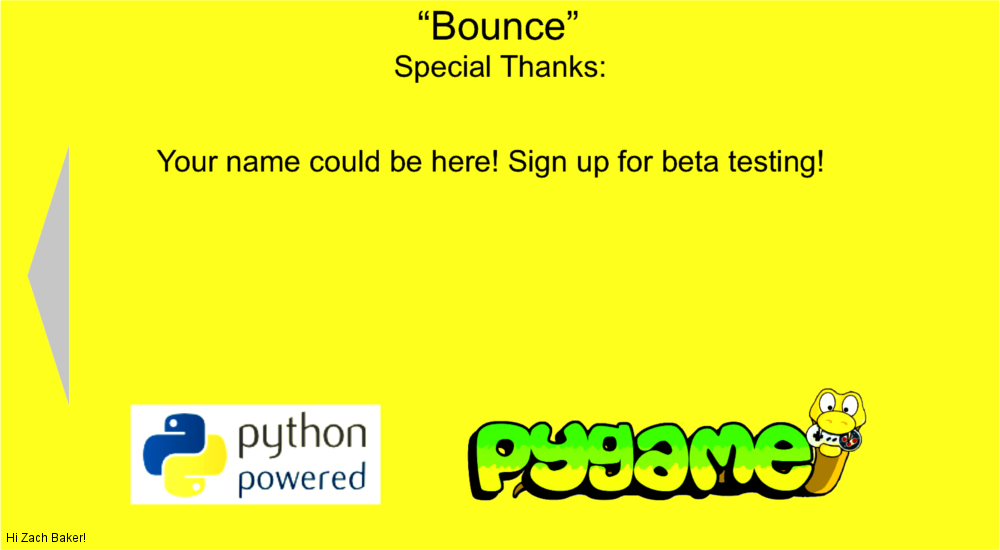 “Bounce”
Special Thanks:
Your name could be here! Sign up for beta testing!
python
powered
pygame
Hi Zach Baker!